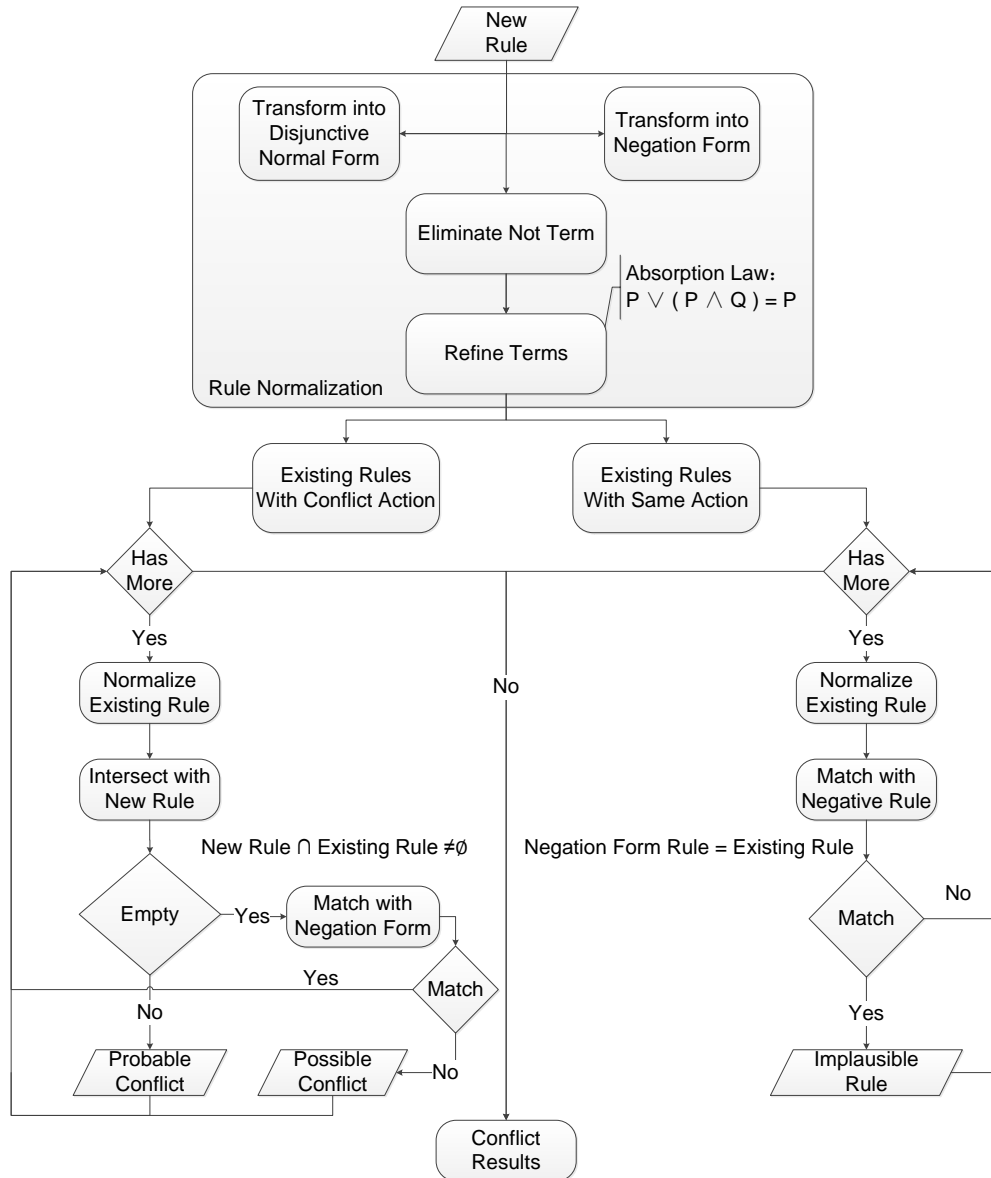 New
Rule
Transform into
Disjunctive
Normal Form
Transform into
Negation Form
Eliminate Not Term
Absorption Law：
P ∨ ( P ∧ Q ) = P
Refine Terms
Rule Normalization
Existing Rules
With Conflict Action
Existing Rules
With Same Action
Has
More
Has
More
Yes
Yes
Normalize
Existing Rule
No
Normalize
Existing Rule
Intersect with
New Rule
Match with
Negative Rule
New Rule ∩ Existing Rule ≠∅
Negation Form Rule = Existing Rule
Empty
Yes
Match with
Negation Form
Match
No
Yes
Match
No
Yes
Probable
Conflict
Possible
Conflict
No
Implausible
Rule
Conflict
Results